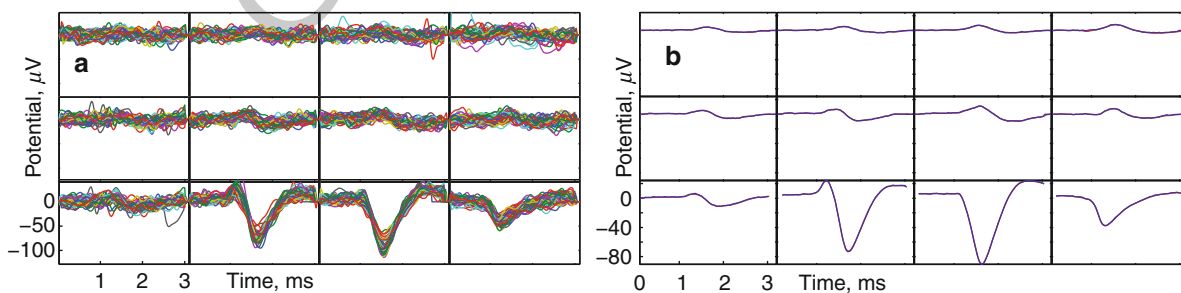 a
Potential, μV
0
−50
−100
1 2 3 Time, ms
b
Potential, μV
0
−40
−80
0 1 2 3 Time, ms